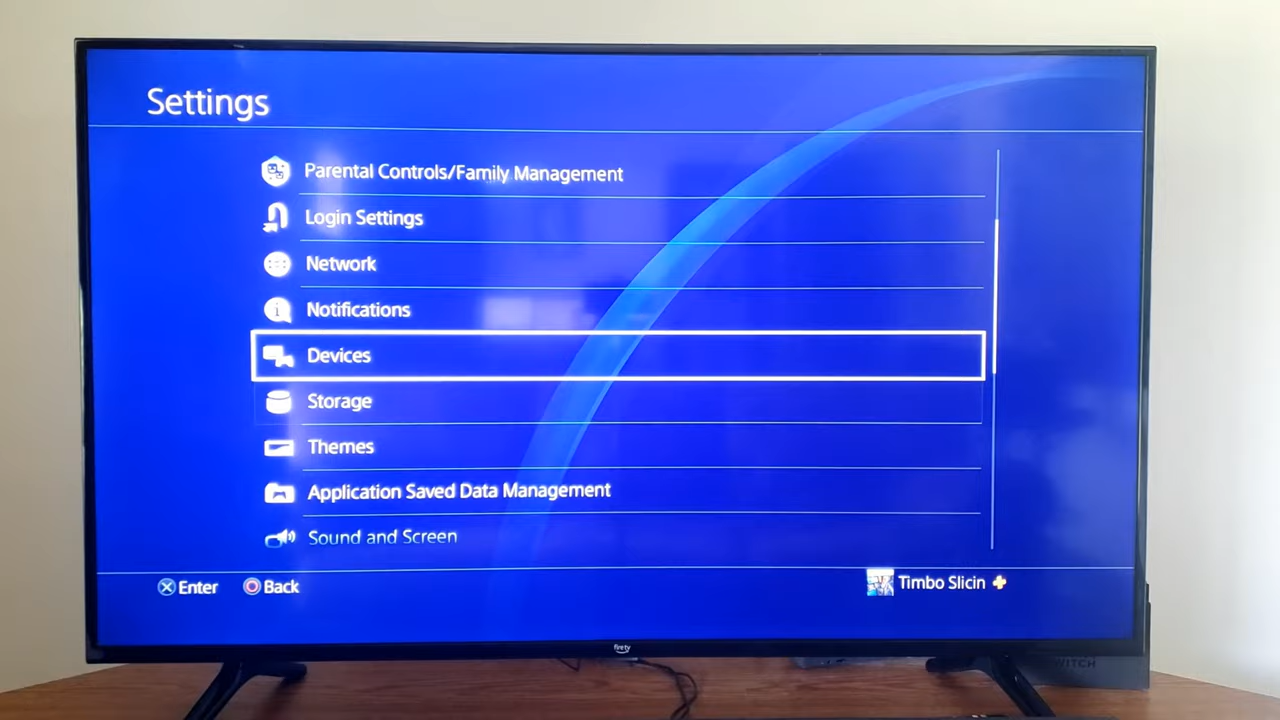 Settings
Parental Controls/Family Management
Login Settings
Network
Notifications
Devices
Storage
Themes
Application Saved Data Management
Sound and Screen
Enter Back
Timbo Slicin
firetv